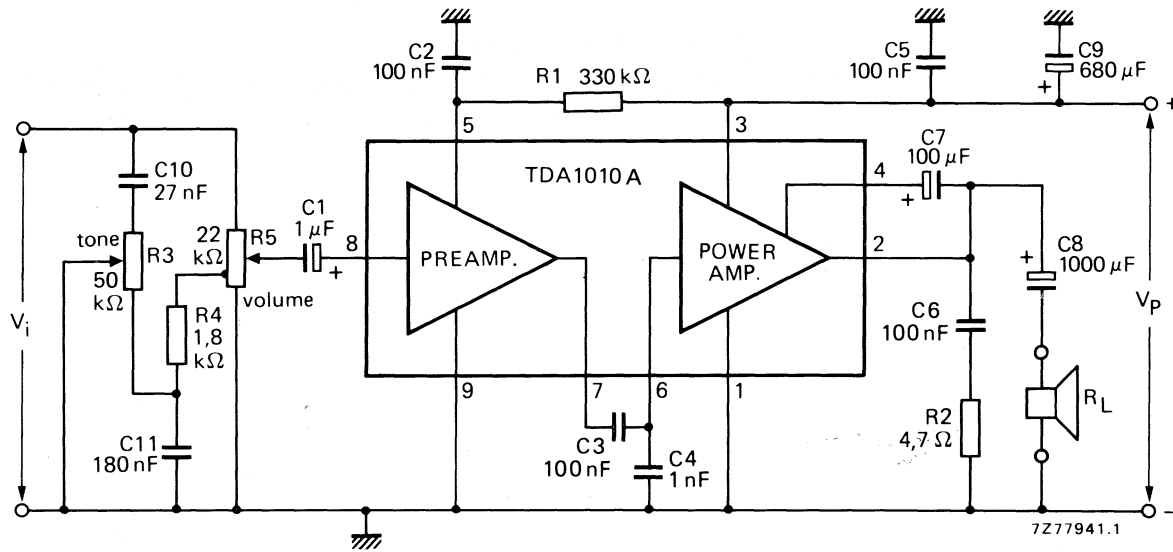 C2
100 nF
R1 330 kΩ
C5
100 nF
C9
680 µF
+
+
5
3
C10
27 nF
TDA1010A
C7
100 µF
4
+
tone
R3
50
kΩ
22
kΩ
R5
volume
C1
1 µF
8
+
PREAMP.
POWER
AMP.
2
+
C8
1000 µF
Vi
R4
1,8
kΩ
C6
100 nF
VP
9
7
6
1
RL
C11
180 nF
C3
100 nF
C4
1 nF
R2
4,7 Ω
−
7Z77941.1